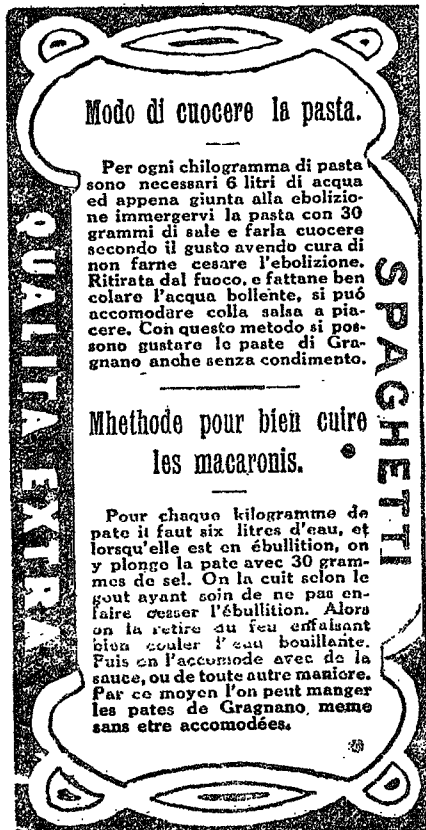 Modo di cuocere la pasta.
Per ogni chilogramma di pasta
sono necessari 6 litri di acqua
ed appena giunta alla ebolizio-
ne immergervi la pasta con 30
grammi di sale e farla cuocere
secondo il gusto avendo cura di
non farne cesare l'ebolizione.
Ritirata dal fuoco, e fattane ben
colare l'acqua bollente, si puó
accomodare colla salsa a pia-
cere. Con questo metodo si pos-
sono gustare le paste di Gra-
gnano anche senza condimento.
Mhethode pour bien cuire
les macaronis.
Pour chaque kilogramme de
pate il faut six litres d'eau, et
lorsqu'elle est en ébullition, on
y plonge la pate avec 30 gram-
mes de sel. On la cuit selon le
gout ayant soin de ne pas en-
faire cesser l'ébullition. Alors
on la retire du feu enfaisant
bien couler l'eau bouillante.
Puis on l'accomode avec de la
sauce, ou de toute autre maniere.
Par ce moyen l'on peut manger
les pates de Gragnano, meme
sans etre accomodées.
QUALITA EXTRA
SPAGHETTI